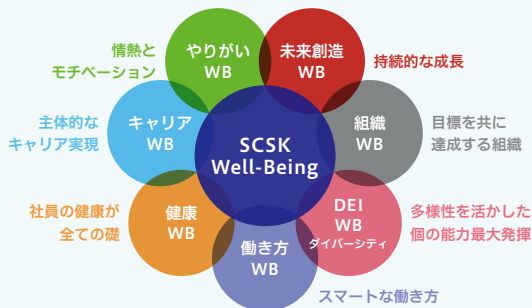 情熱と
モチベーション
やりがい
WB
未来創造
WB
持続的な成長
主体的な
キャリア実現
キャリア
WB
SCSK
Well-Being
組織
WB
目標を共に
達成する組織
社員の健康が
全ての礎
健康
WB
働き方
WB
スマートな働き方
DEI
WB
ダイバーシティ
多様性を活かした
個の能力最大発揮